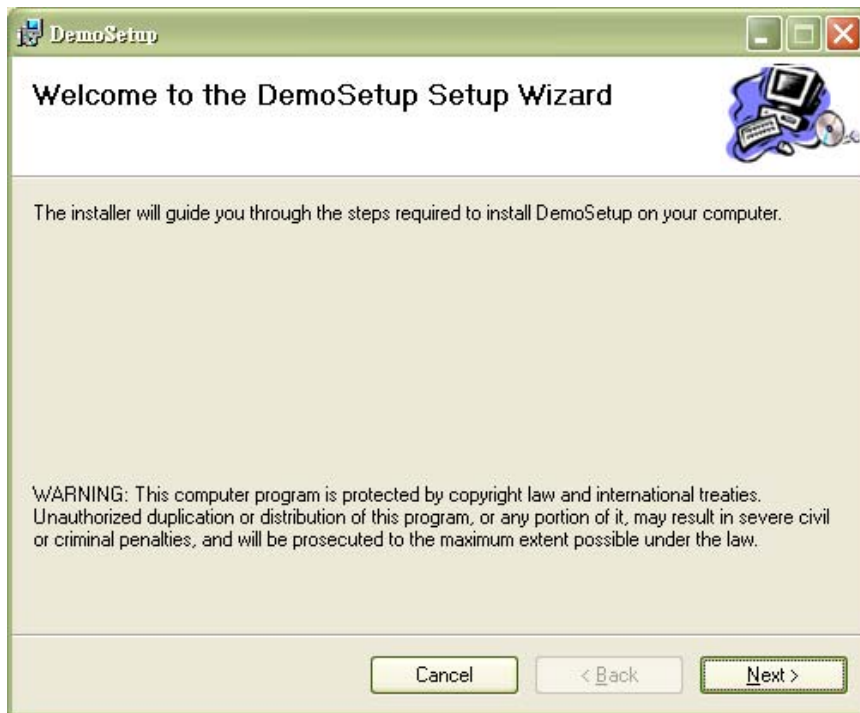 DemoSetup
Welcome to the DemoSetup Setup Wizard
The installer will guide you through the steps required to install DemoSetup on your computer.
WARNING: This computer program is protected by copyright law and international treaties.
Unauthorized duplication or distribution of this program, or any portion of it, may result in severe civil
or criminal penalties, and will be prosecuted to the maximum extent possible under the law.
Cancel < Back Next >